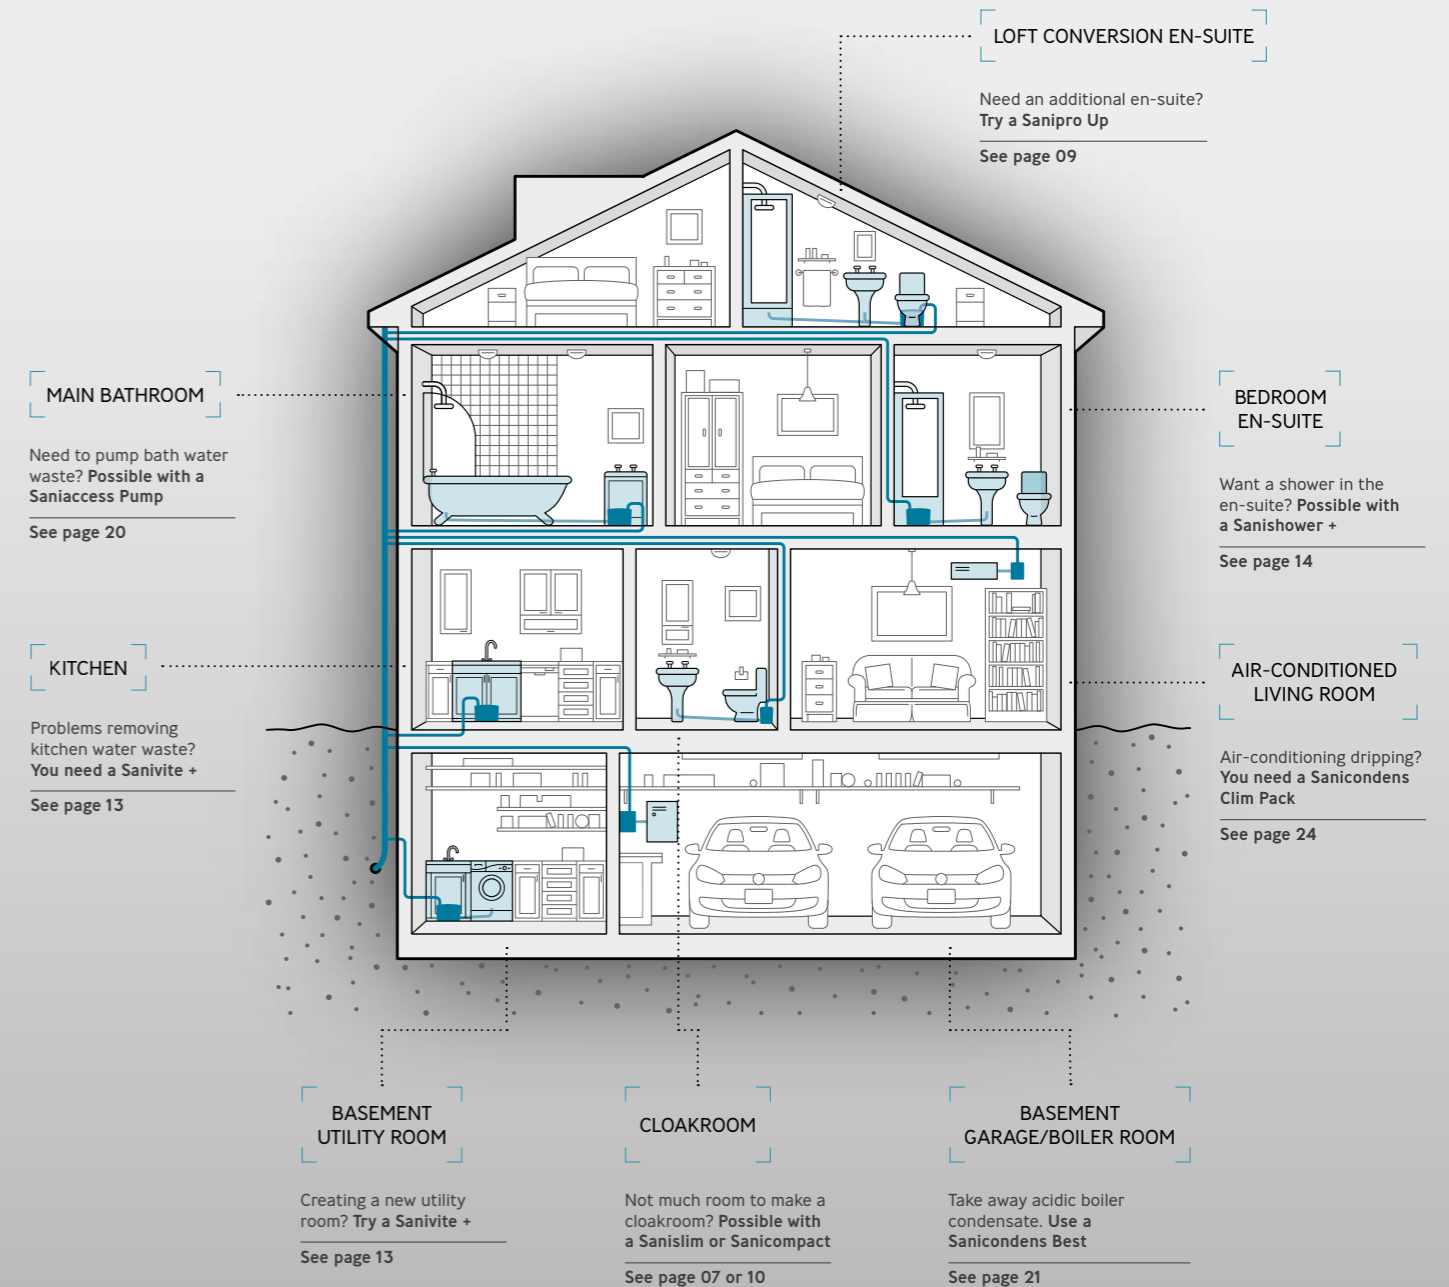 LOFT CONVERSION EN-SUITE
Need an additional en-suite?
Try a Sanipro Up
See page 09
MAIN BATHROOM
Need to pump bath water
waste? Possible with a
Saniaccess Pump
See page 20
BEDROOM
EN-SUITE
Want a shower in the
en-suite? Possible with
a Sanishower +
See page 14
KITCHEN
Problems removing
kitchen water waste?
You need a Sanivite +
See page 13
AIR-CONDITIONED
LIVING ROOM
Air-conditioning dripping?
You need a Sanicondens
Clim Pack
See page 24
BASEMENT
UTILITY ROOM
Creating a new utility
room? Try a Sanivite +
See page 13
CLOAKROOM
Not much room to make a
cloakroom? Possible with
a Sanislim or Sanicompact
See page 07 or 10
BASEMENT
GARAGE/BOILER ROOM
Take away acidic boiler
condensate. Use a
Sanicondens Best
See page 21